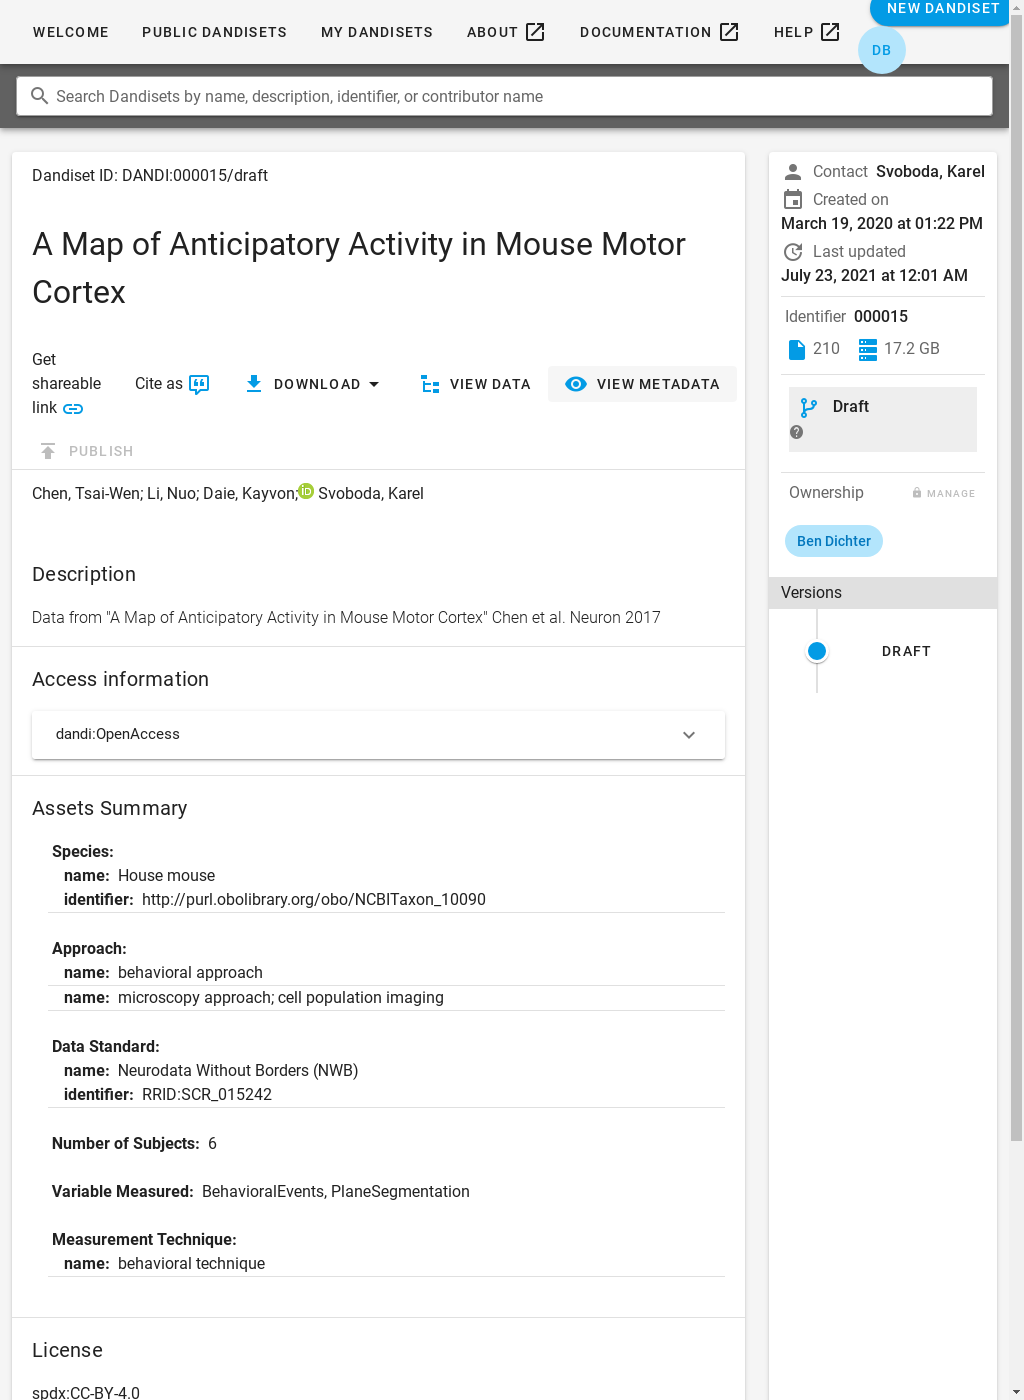 WELCOME PUBLIC DANDISETS MY DANDISETS ABOUT DOCUMENTATION HELP NEW DANDISET
DB
Search Dandisets by name, description, identifier, or contributor name
Dandiset ID: DANDI:000015/draft
A Map of Anticipatory Activity in Mouse Motor
Cortex
Get
shareable
link
Cite as
DOWNLOAD
VIEW DATA
VIEW METADATA
PUBLISH
Chen, Tsai-Wen; Li, Nuo; Daie, Kayvon; iD Svoboda, Karel
Description
Data from "A Map of Anticipatory Activity in Mouse Motor Cortex" Chen et al. Neuron 2017
Access information
dandi:OpenAccess
Assets Summary
Species:
name: House mouse
identifier: http://purl.obolibrary.org/obo/NCBITaxon_10090
Approach:
name: behavioral approach
name: microscopy approach; cell population imaging
Data Standard:
name: Neurodata Without Borders (NWB)
identifier: RRID:SCR_015242
Number of Subjects: 6
Variable Measured: BehavioralEvents, PlaneSegmentation
Measurement Technique:
name: behavioral technique
License
spdx:CC-BY-4.0
Contact Svoboda, Karel
Created on
March 19, 2020 at 01:22 PM
Last updated
July 23, 2021 at 12:01 AM
Identifier 000015
210 17.2 GB
Draft
?
Ownership MANAGE
Ben Dichter
Versions
DRAFT